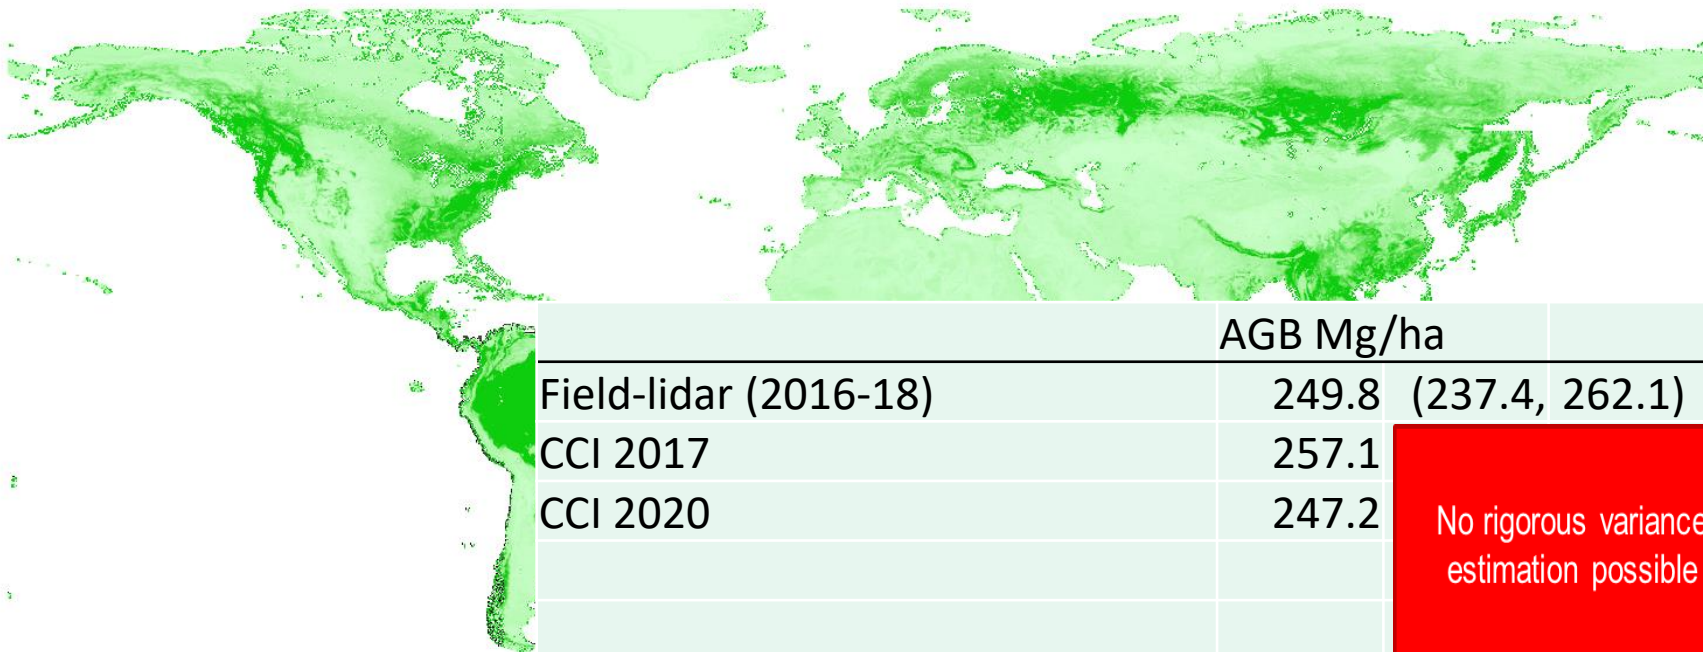 AGB Mg/ha
Field-lidar (2016-18) 249.8 (237.4, 262.1)
CCI 2017 257.1
CCI 2020 247.2
No rigorous variance
estimation possible